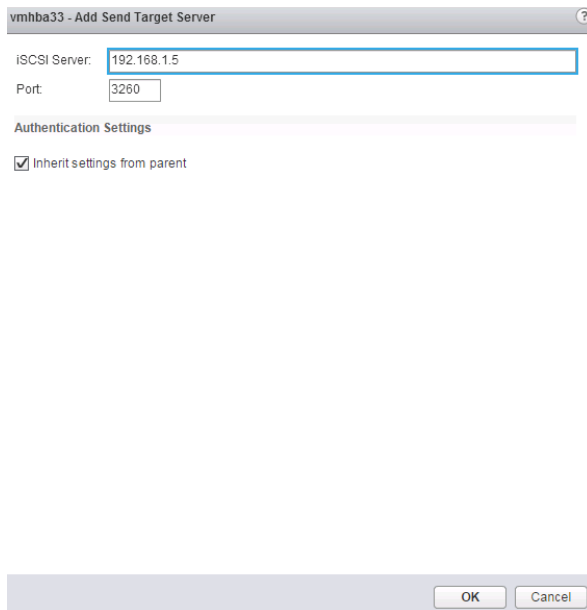 vmhba33 - Add Send Target Server ?
iSCSI Server: 192.168.1.5
Port: 3260
Authentication Settings
Inherit settings from parent
OK Cancel